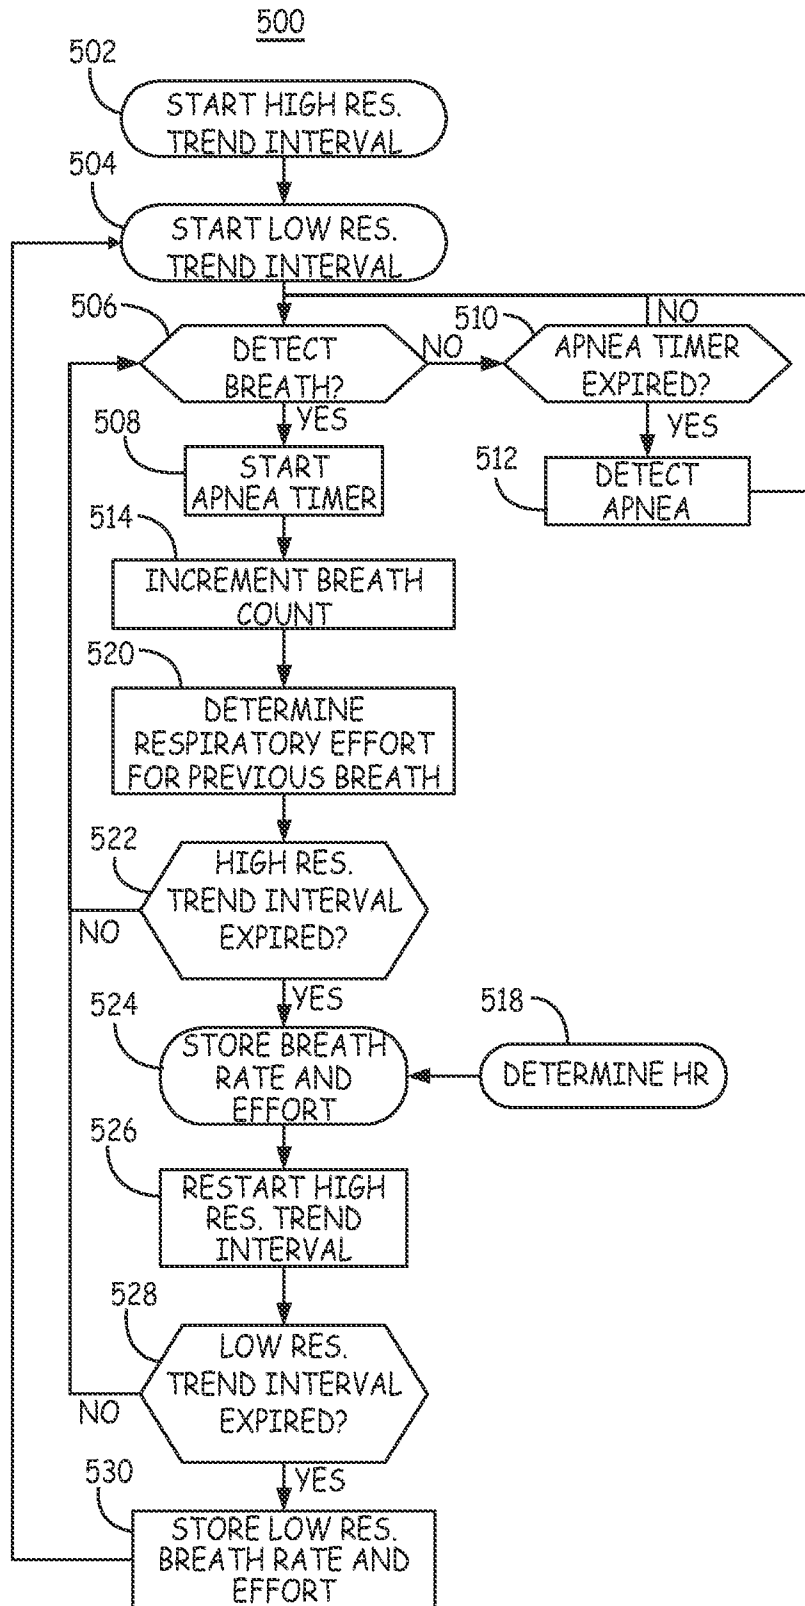 500
502
START HIGH RES.
TREND INTERVAL
504
START LOW RES.
TREND INTERVAL
506
DETECT
BREATH?
NO
510
NO
APNEA TIMER
EXPIRED?
YES
508
START
APNEA TIMER
YES
512
DETECT
APNEA
514
INCREMENT BREATH
COUNT
520
DETERMINE
RESPIRATORY EFFORT
FOR PREVIOUS BREATH
522
HIGH RES.
TREND INTERVAL
EXPIRED?
NO
YES
524
STORE BREATH
RATE AND
EFFORT
518
DETERMINE HR
526
RESTART HIGH
RES. TREND
INTERVAL
528
LOW RES.
TREND INTERVAL
EXPIRED?
NO
YES
530
STORE LOW RES.
BREATH RATE AND
EFFORT